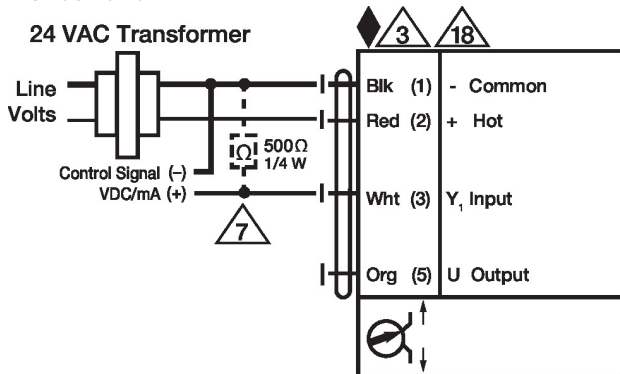 24 VAC Transformer
3
18
Line
Volts
Blk (1) - Common
Red (2) + Hot
Ω
500Ω
1/4 W
Control Signal (–)
VDC/mA (+)
Wht (3) Y₁ Input
7
Org (5) U Output